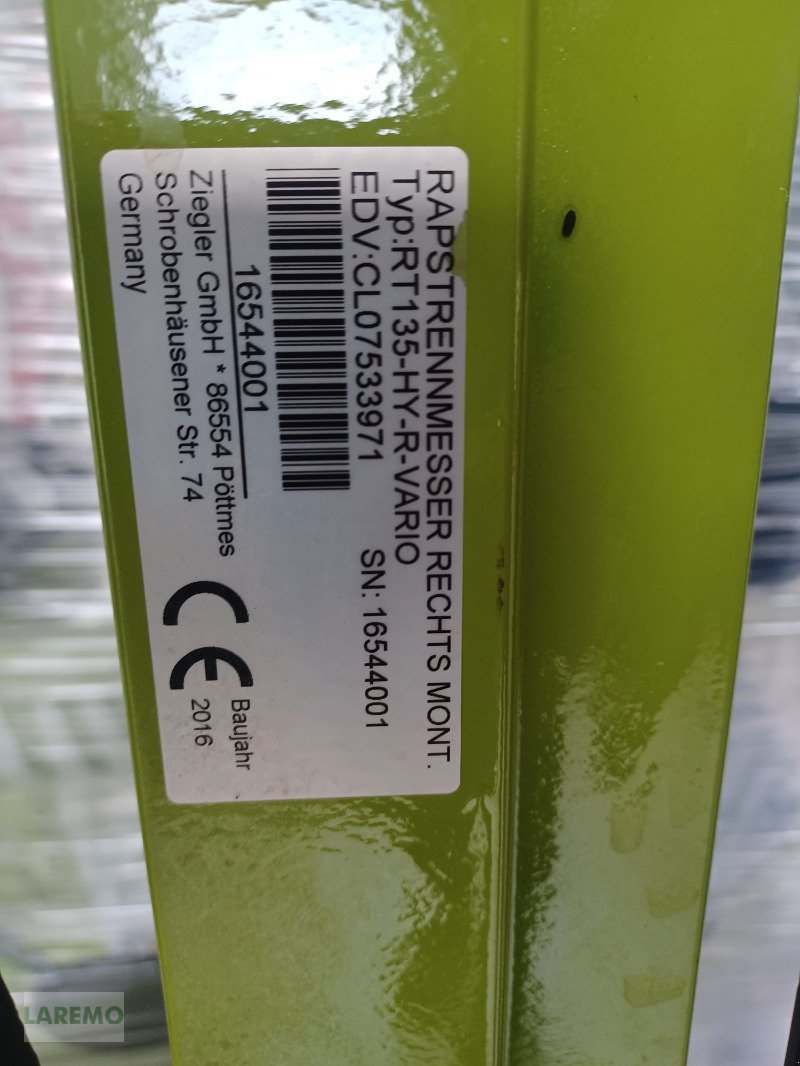 RAPSTRENNMESSER RECHTS MONT.
Typ:RT135-HY-R-VARIO
EDV:CL07533971
SN: 16544001
16544001
Ziegler GmbH * 86554 Pöttmes
Schrobenhäusener Str. 74
Germany
CE
Baujahr
2016
LAREMO